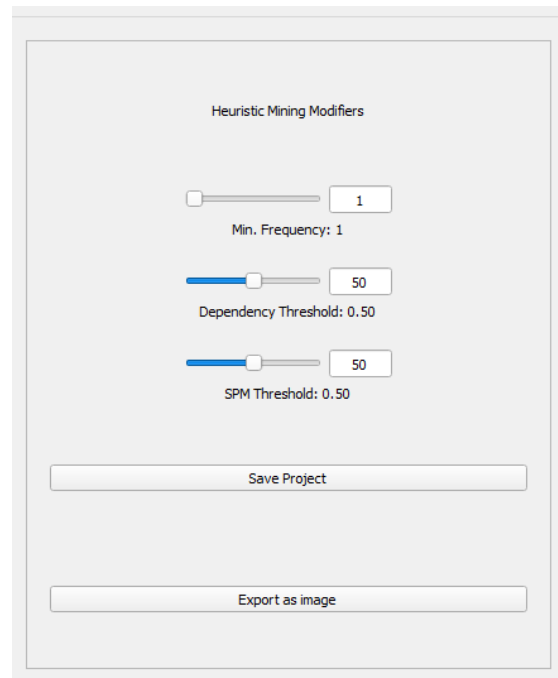 Heuristic Mining Modifiers
1
Min. Frequency: 1
50
Dependency Threshold: 0.50
50
SPM Threshold: 0.50
Save Project
Export as image